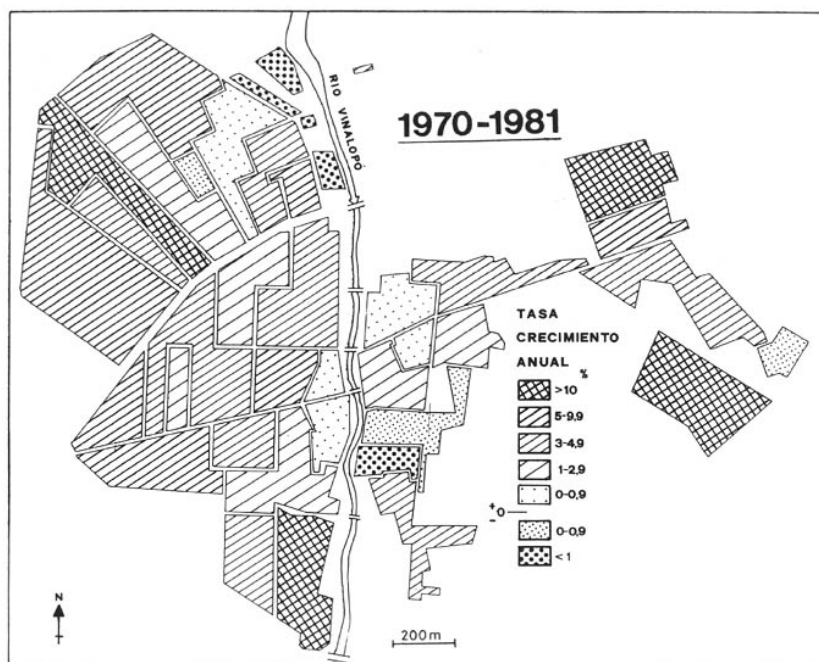 RIO VINALOPÓ
1970-1981
TASA
CRECIMIENTO
ANUAL
%
>10
5-9,9
3-4,9
1-2,9
0-0,9
+0
-
0-0,9
<1
N
200 m